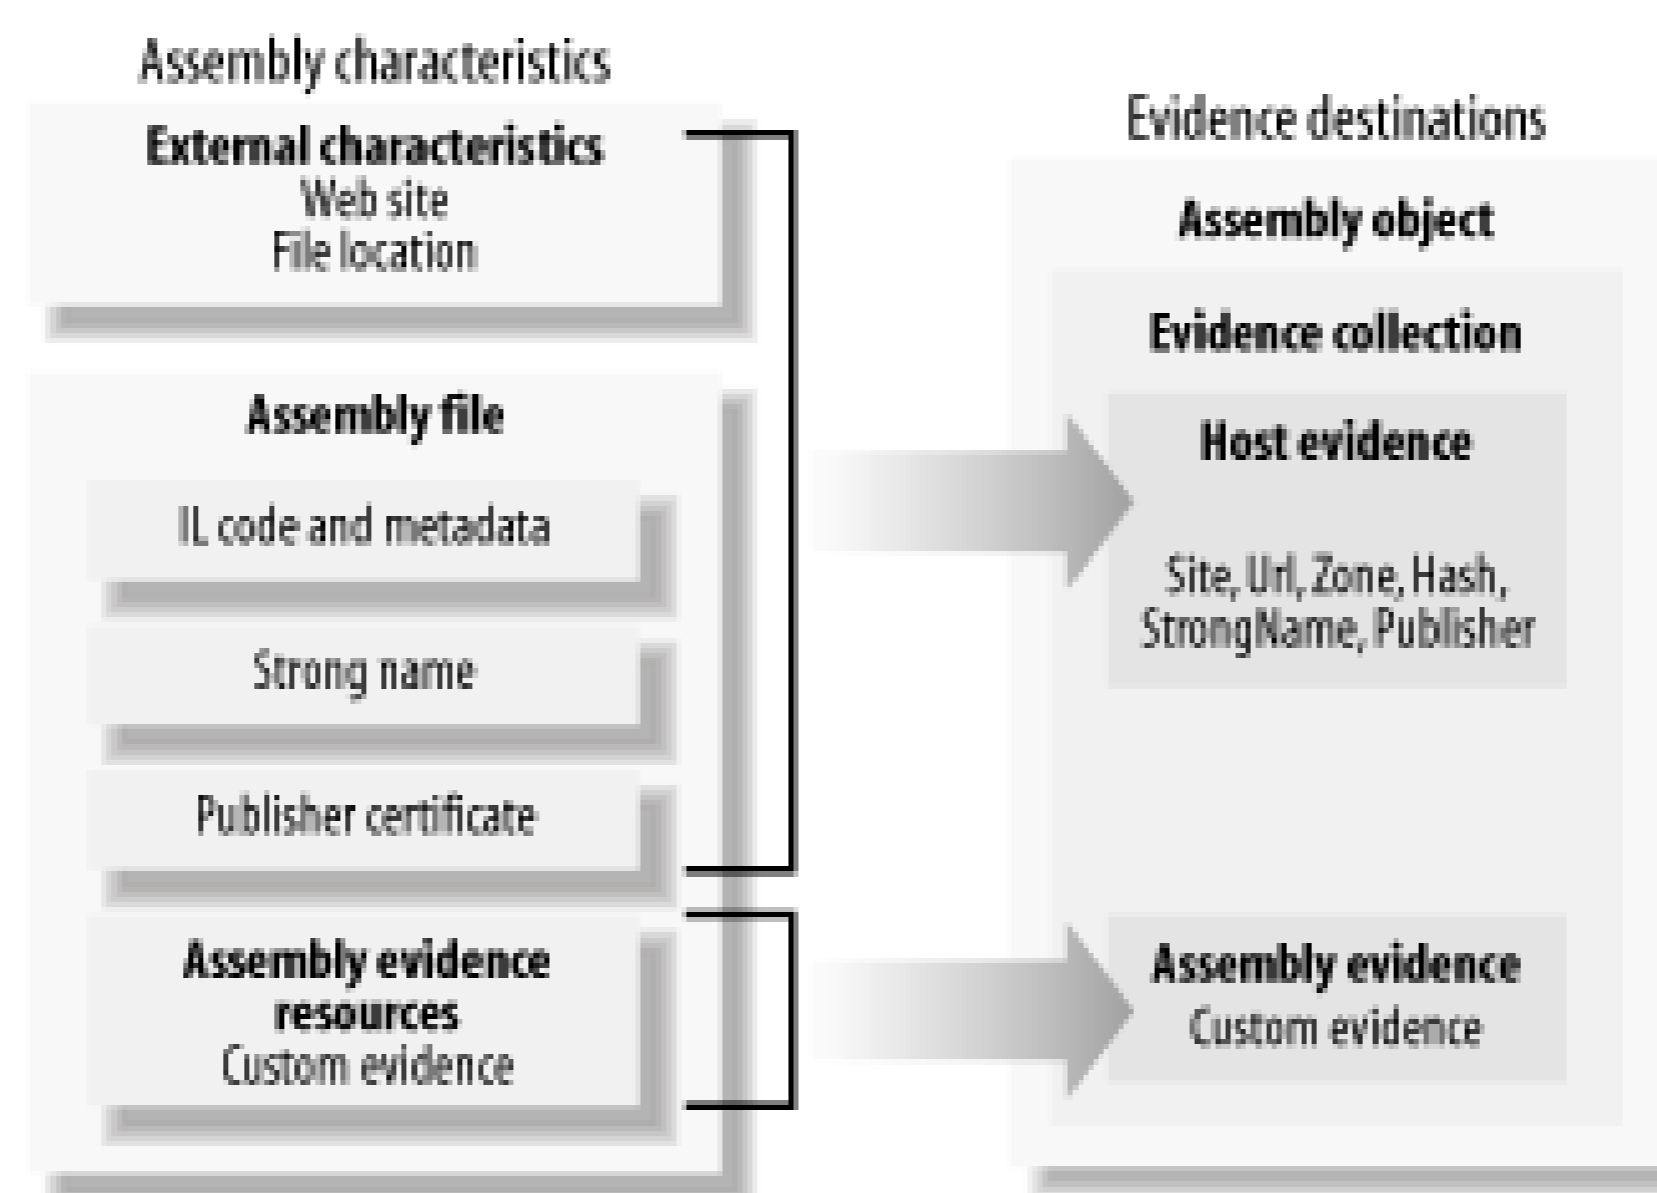 Assembly characteristics
External characteristics
Web site
File location
Assembly file
IL code and metadata
Strong name
Publisher certificate
Assembly evidence
resources
Custom evidence
Evidence destinations
Assembly object
Evidence collection
Host evidence
Site, Url, Zone, Hash,
StrongName, Publisher
Assembly evidence
Custom evidence